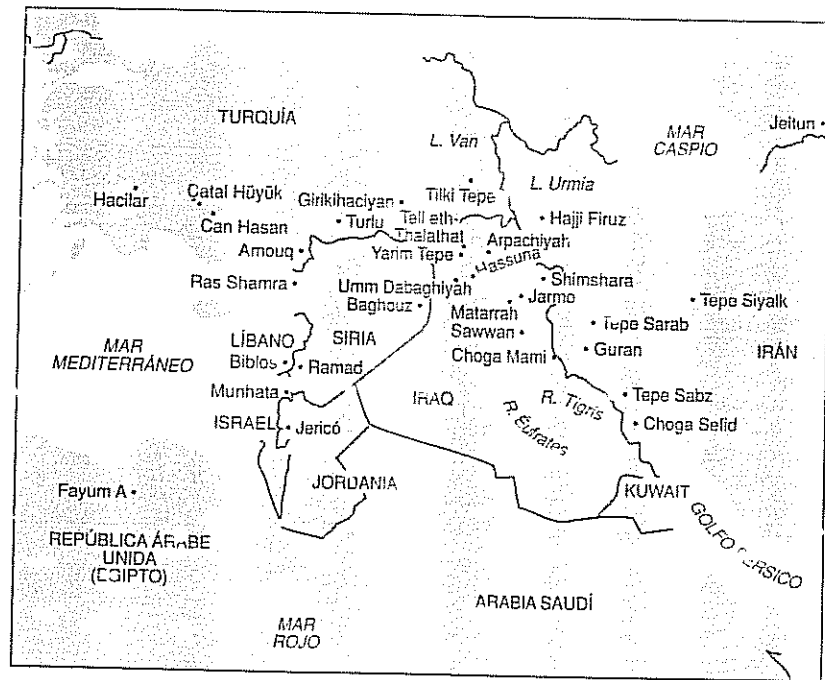 TURQUÍA
L. Van
MAR
CASPIO
Jeitun
Hacilar
Çatal Hüyük
Can Hasan
Girikihaciyan
Turlu
Tilki Tepe
L. Urmia
Hajji Firuz
Tell eth-
Thalathat
Arpachiyah
Amouq
Yarim Tepe
Hassuna
Ras Shamra
Umm Dabaghiyah
Shimshara
Baghouz
Jarmo
Tepe Siyalk
Matarrah
MAR
MEDITERRÁNEO
LÍBANO
SIRIA
Sawwan
Tepe Sarab
Biblos
Ramad
Choga Mami
Guran
IRÁN
Munhata
IRAQ
R. Tigris
Tepe Sabz
ISRAEL
Jericó
R. Éufrates
Choga Sefid
JORDANIA
KUWAIT
Fayum A
GOLFO PÉRSICO
REPÚBLICA ÁRABE
UNIDA
(EGIPTO)
ARABIA SAUDÍ
MAR
ROJO